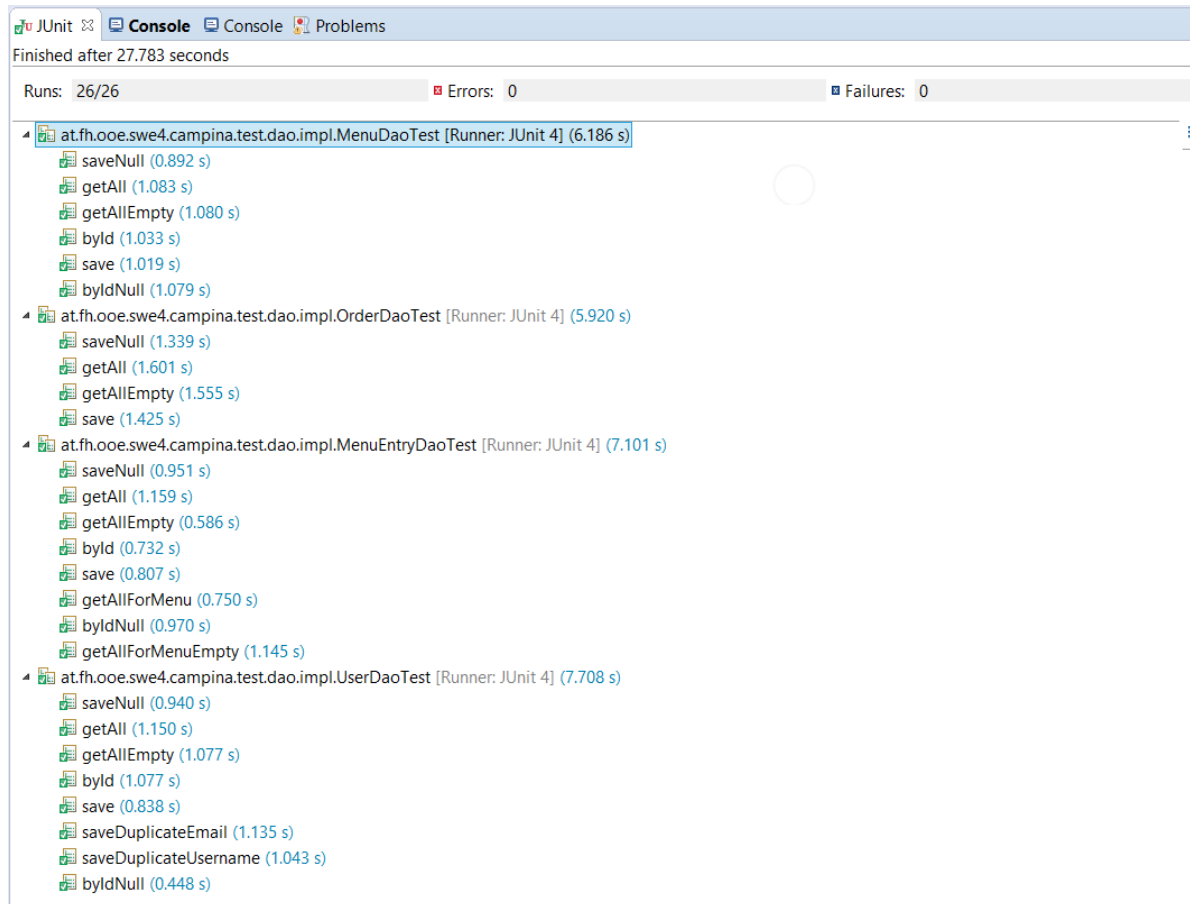 JUnit Console Console Problems
Finished after 27.783 seconds
Runs: 26/26 Errors: 0 Failures: 0
at.fh.ooe.swe4.campina.test.dao.impl.MenuDaoTest [Runner: JUnit 4] (6.186 s)
saveNull (0.892 s)
getAll (1.083 s)
getAllEmpty (1.080 s)
byId (1.033 s)
save (1.019 s)
byIdNull (1.079 s)
at.fh.ooe.swe4.campina.test.dao.impl.OrderDaoTest [Runner: JUnit 4] (5.920 s)
saveNull (1.339 s)
getAll (1.601 s)
getAllEmpty (1.555 s)
save (1.425 s)
at.fh.ooe.swe4.campina.test.dao.impl.MenuEntryDaoTest [Runner: JUnit 4] (7.101 s)
saveNull (0.951 s)
getAll (1.159 s)
getAllEmpty (0.586 s)
byId (0.732 s)
save (0.807 s)
getAllForMenu (0.750 s)
byIdNull (0.970 s)
getAllForMenuEmpty (1.145 s)
at.fh.ooe.swe4.campina.test.dao.impl.UserDaoTest [Runner: JUnit 4] (7.708 s)
saveNull (0.940 s)
getAll (1.150 s)
getAllEmpty (1.077 s)
byId (1.077 s)
save (0.838 s)
saveDuplicateEmail (1.135 s)
saveDuplicateUsername (1.043 s)
byIdNull (0.448 s)